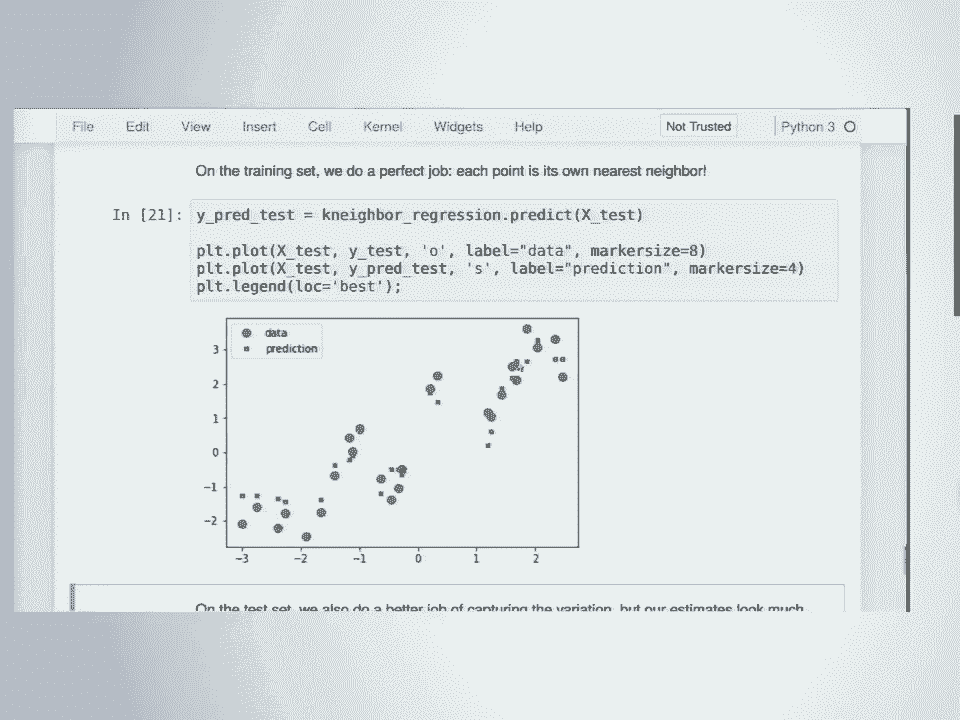 File Edit View Insert Cell Kernel Widgets Help Not Trusted Python 3
On the training set, we do a perfect job: each point is its own nearest neighbor!
In [21]: y_pred_test = kneighbor_regression.predict(X_test)
plt.plot(X_test, y_test, 'o', label="data", markersize=8)
plt.plot(X_test, y_pred_test, 's', label="prediction", markersize=4)
plt.legend(loc='best');
data
prediction
3
2
1
0
−1
−2
−3 −2 −1 0 1 2
On the test set, we also do a better job of capturing the variation, but our estimates look much